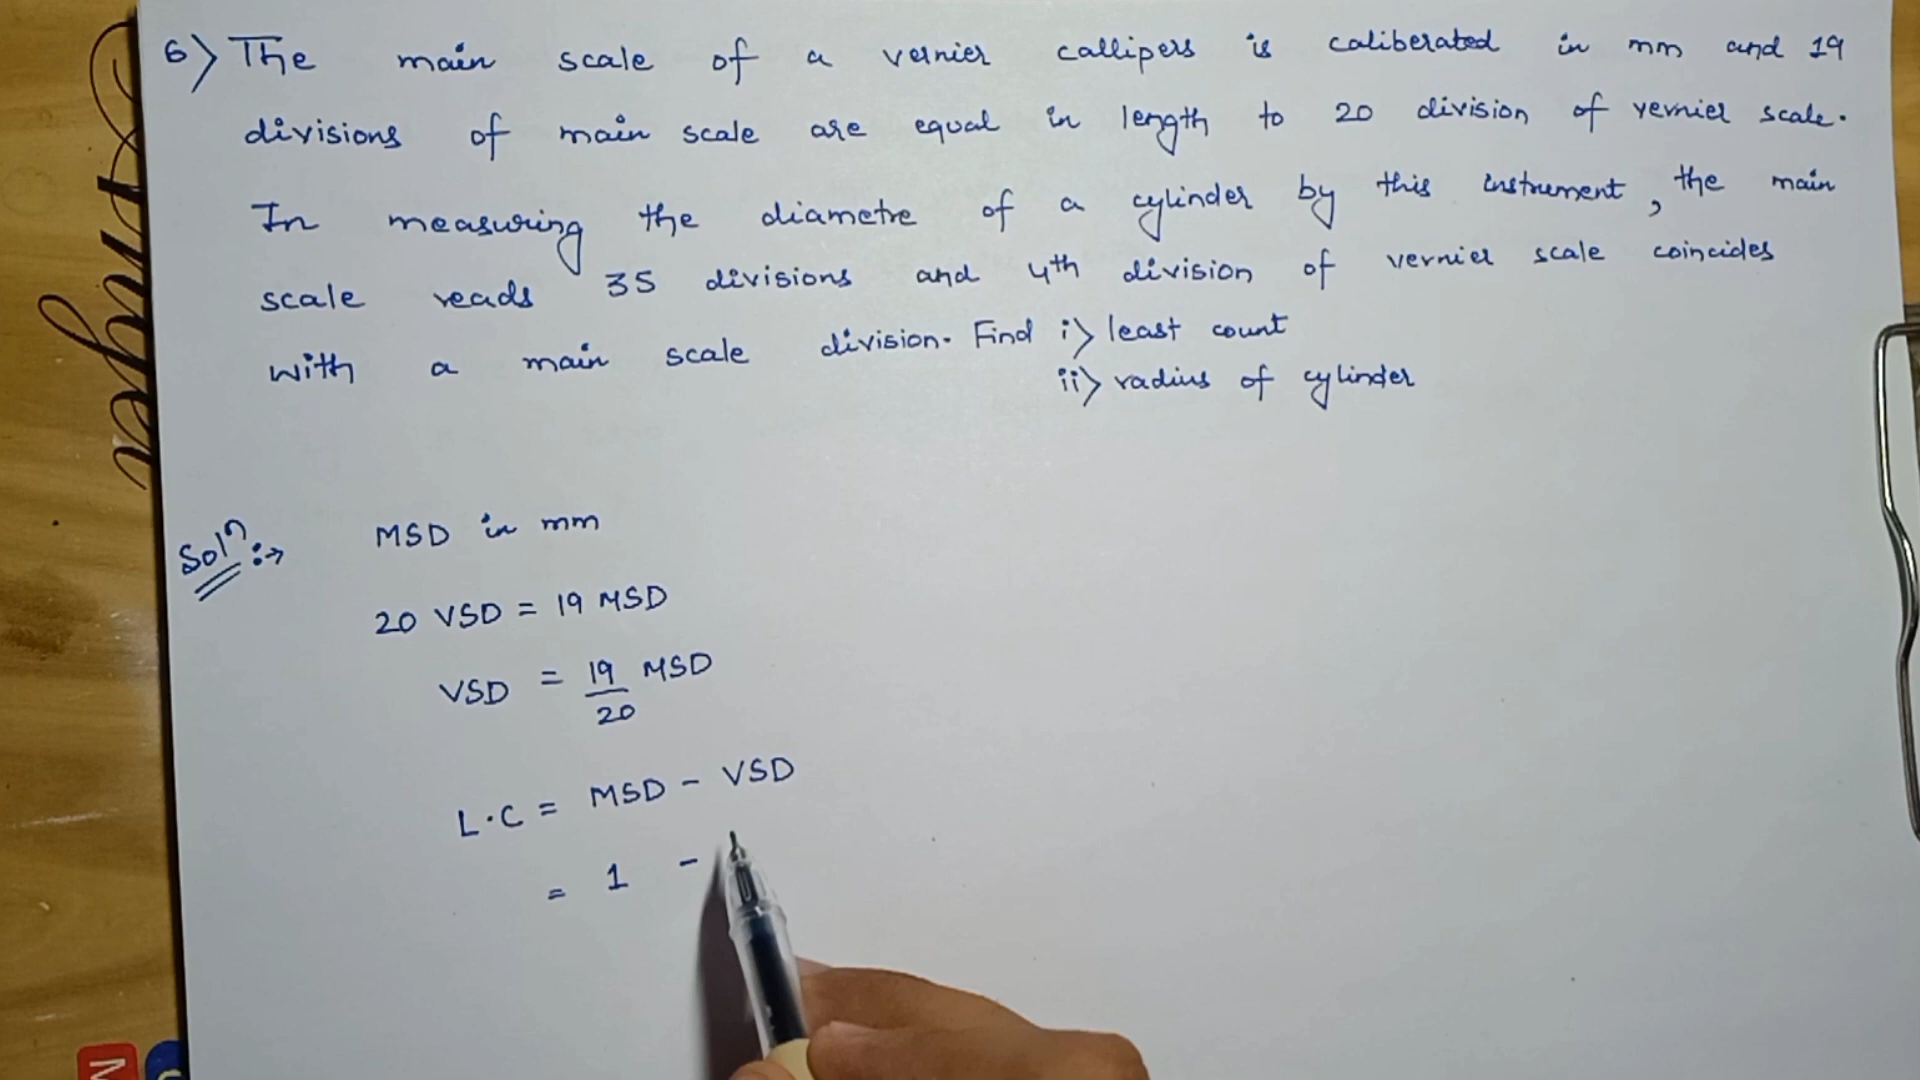 6) The main scale of a vernier callipers is caliberated in mm and 19
divisions of main scale are equal in length to 20 division of vernier scale.
In measuring the diametre of a cylinder by this instrument, the main
scale reads 35 divisions and 4th division of vernier scale coincides
with a main scale division. Find i) least count
ii) radius of cylinder
Soln :→ MSD in mm
20 VSD = 19 MSD
VSD = 19/20 MSD
L.C = MSD - VSD
= 1 -